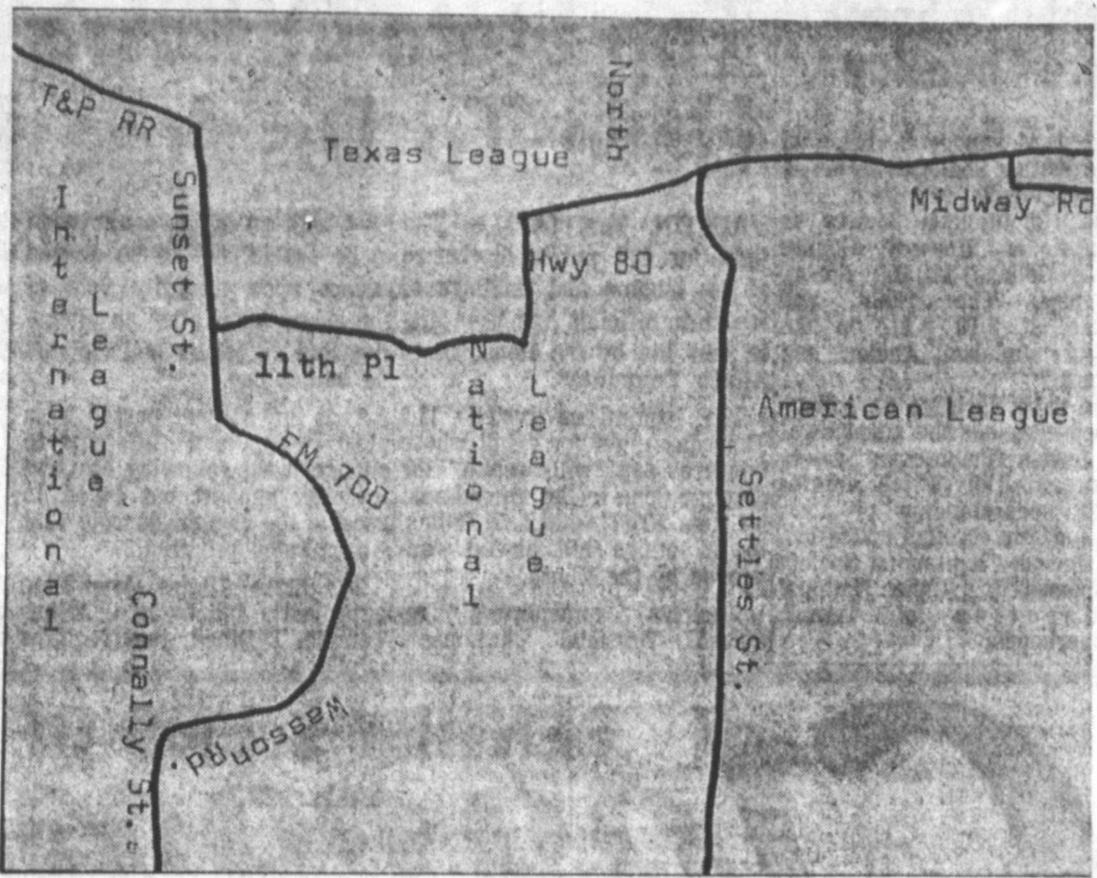 T&P RR
North
Texas League
Midway Rd
International
League
Sunset St.
Hwy 80
11th Pl
National
League
American League
FM 700
Settles St.
Connally St.
Wasson Rd.